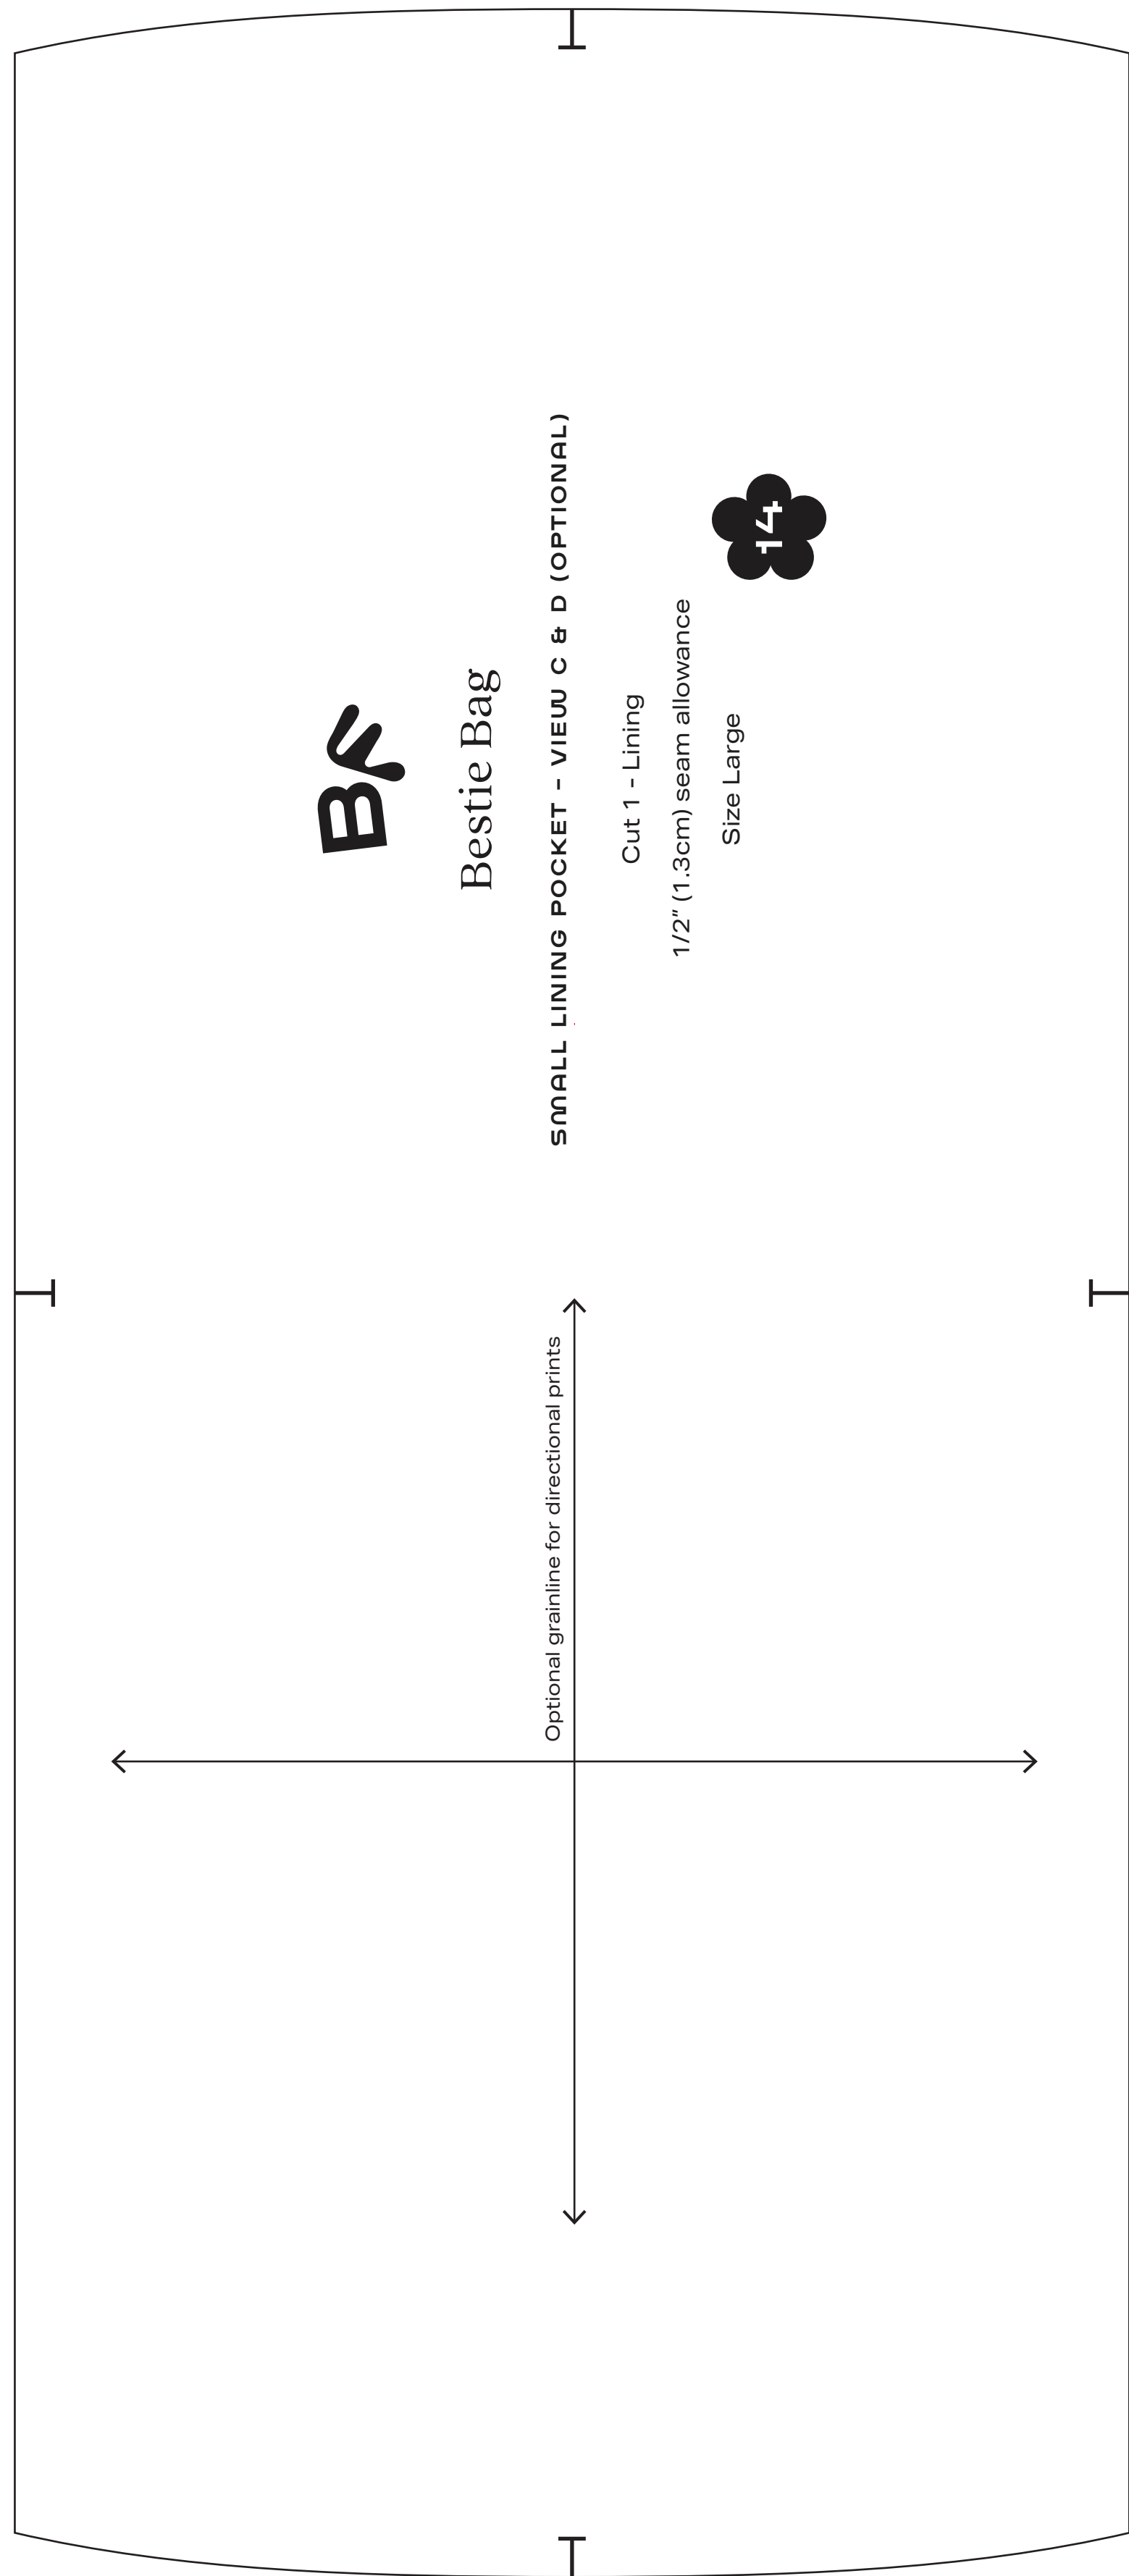 BF
Bestie Bag
SMALL LINING POCKET - VIEW C & D (OPTIONAL)
Cut 1 - Lining
1/2" (1.3cm) seam allowance
Size Large
14
Optional grainline for directional prints